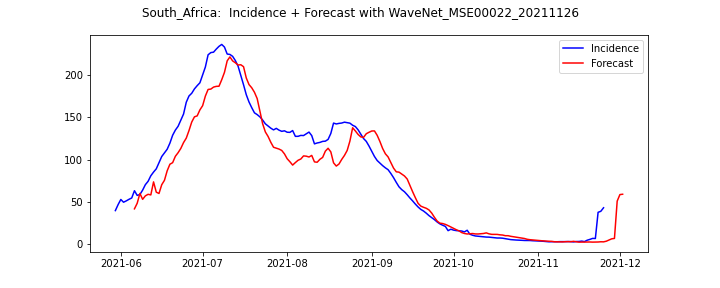 South_Africa:  Incidence + Forecast with WaveNet_MSE00022_20211126
Incidence
Forecast
200
150
100
50
0
2021-06 2021-07 2021-08 2021-09 2021-10 2021-11 2021-12